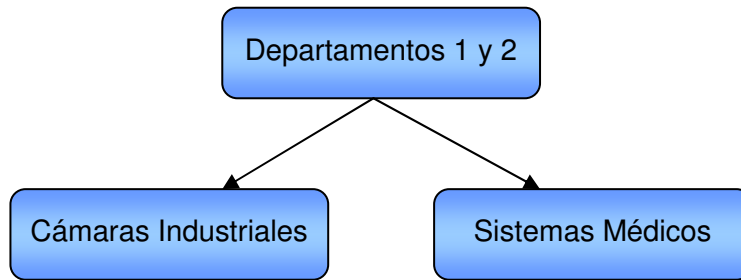 Departamentos 1 y 2
Cámaras Industriales
Sistemas Médicos